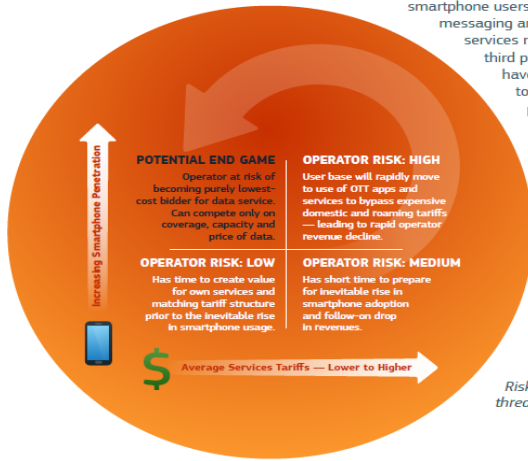 smartphone users
messaging
services
third p
have
to
POTENTIAL END GAME
Operator at risk of
becoming purely lowest-
cost bidder for data service.
Can compete only on
coverage, capacity and
price of data.
OPERATOR RISK: HIGH
User base will rapidly move
to use of OTT apps and
services to bypass expensive
domestic and roaming tariffs
— leading to rapid operator
revenue decline.
OPERATOR RISK: LOW
Has time to create value
for own services and
matching tariff structure
prior to the inevitable rise
in smartphone usage.
OPERATOR RISK: MEDIUM
Has short time to prepare
for inevitable rise in
smartphone adoption
and follow-on drop
in revenues.
Increasing Smartphone Penetration
$
Average Services Tariffs — Lower to Higher
Risk
threa